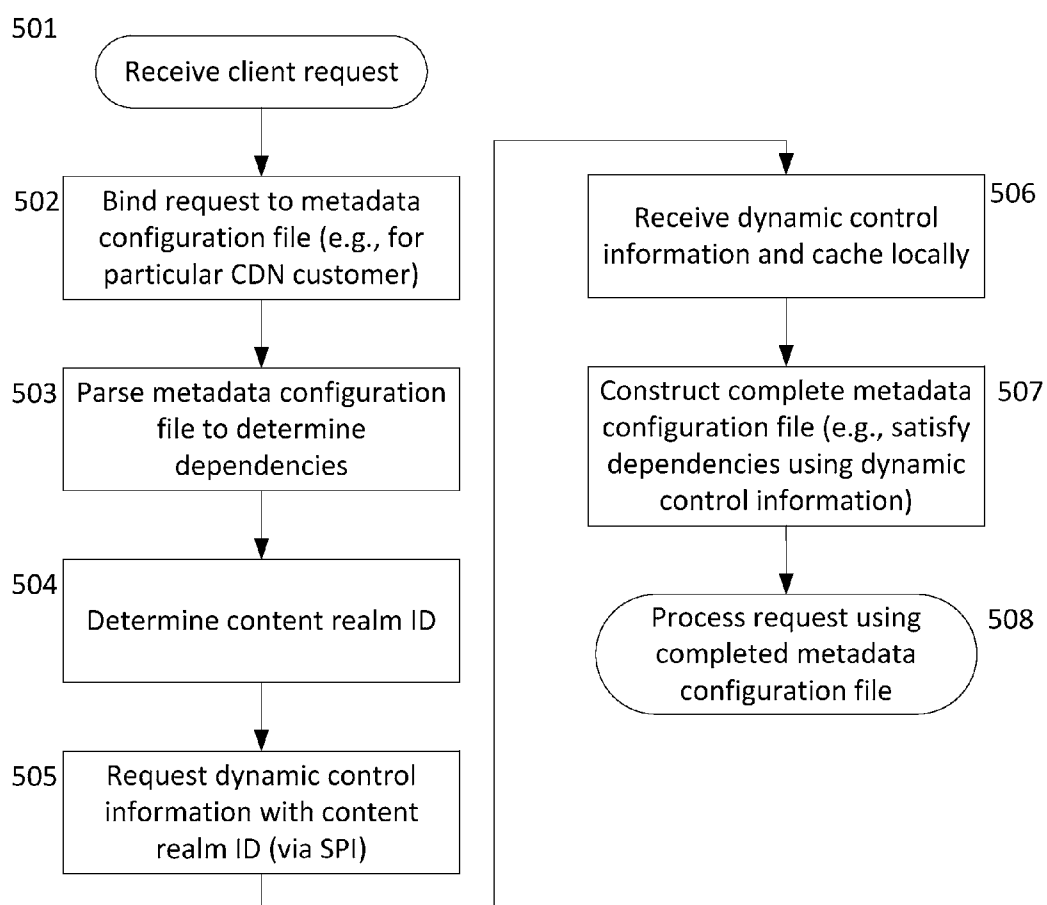 501
Receive client request
502
Bind request to metadata
configuration file (e.g., for
particular CDN customer)
503
Parse metadata configuration
file to determine
dependencies
504
Determine content realm ID
505
Request dynamic control
information with content
realm ID (via SPI)
506
Receive dynamic control
information and cache locally
507
Construct complete metadata
configuration file (e.g., satisfy
dependencies using dynamic
control information)
508
Process request using
completed metadata
configuration file